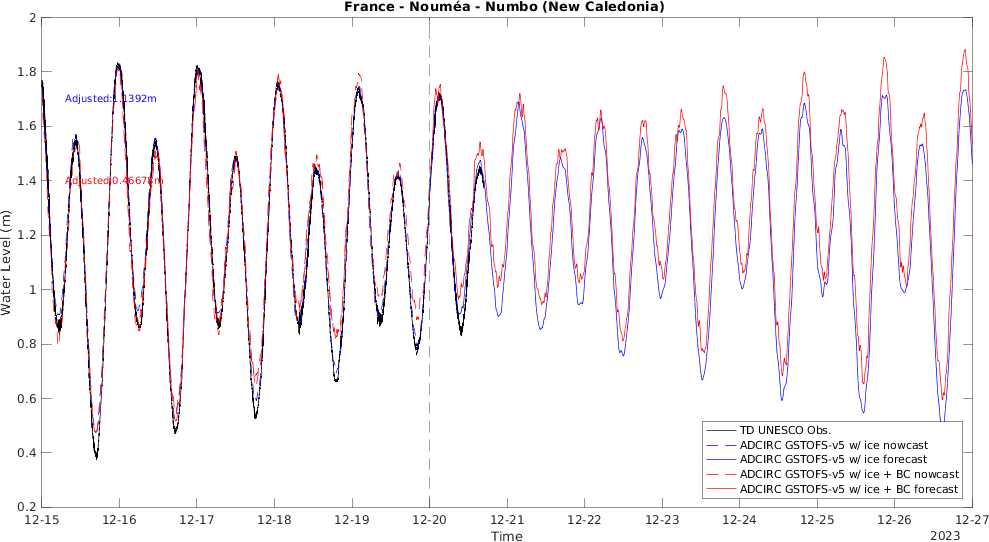 France - Nouméa - Numbo (New Caledonia)
Water Level (m)
2
1.8
1.6
1.4
1.2
1
0.8
0.6
0.4
0.2
Adjusted:1.1392m
Adjusted:0.46678m
TD UNESCO Obs.
ADCIRC GSTOFS-v5 w/ ice nowcast
ADCIRC GSTOFS-v5 w/ ice forecast
ADCIRC GSTOFS-v5 w/ ice + BC nowcast
ADCIRC GSTOFS-v5 w/ ice + BC forecast
12-15 12-16 12-17 12-18 12-19 12-20 12-21 12-22 12-23 12-24 12-25 12-26 12-27
Time
2023